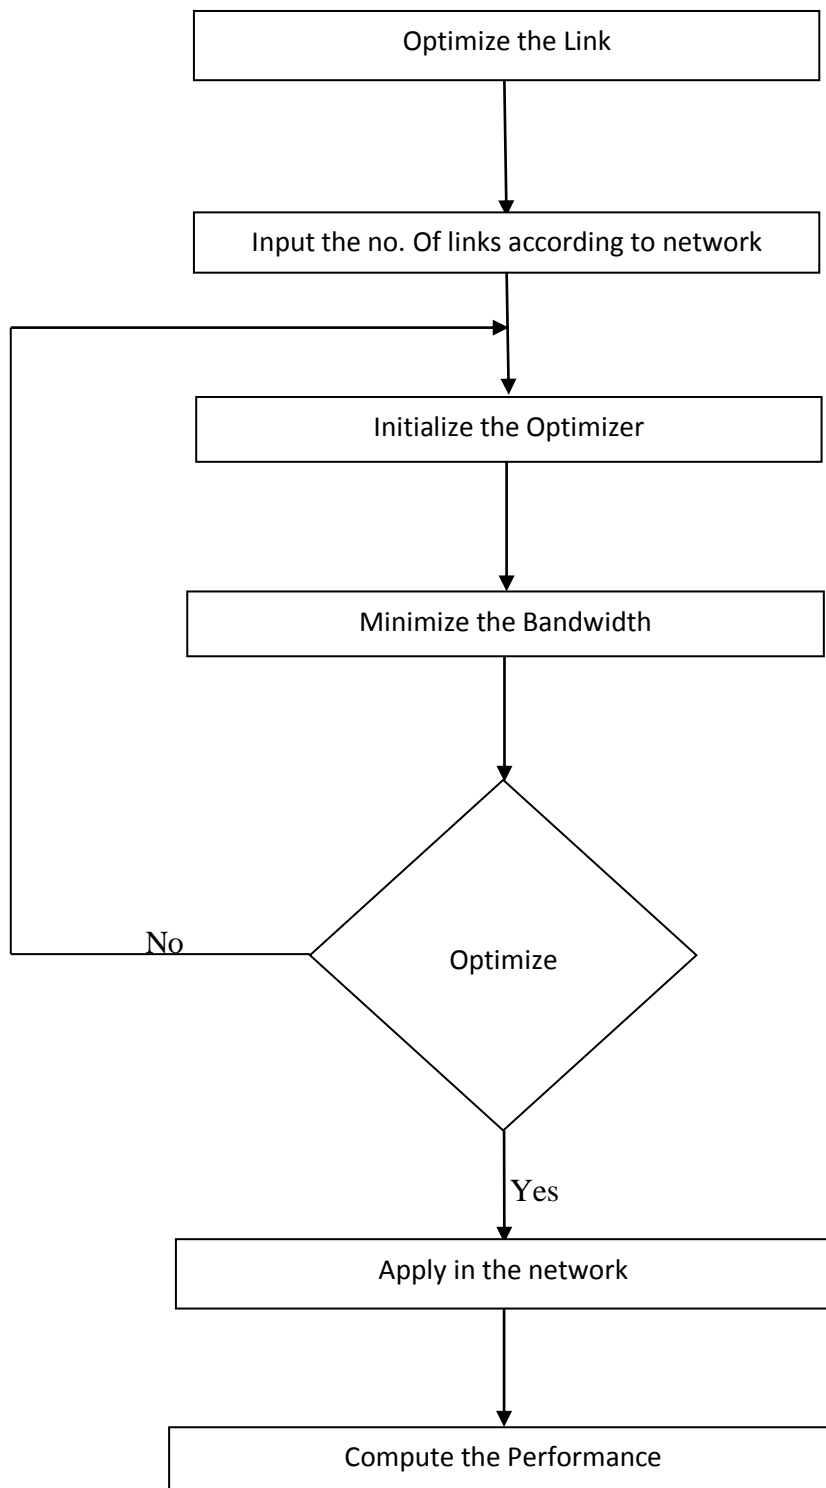 Optimize the Link
Input the no. Of links according to network
Initialize the Optimizer
Minimize the Bandwidth
No
Optimize
Yes
Apply in the network
Compute the Performance